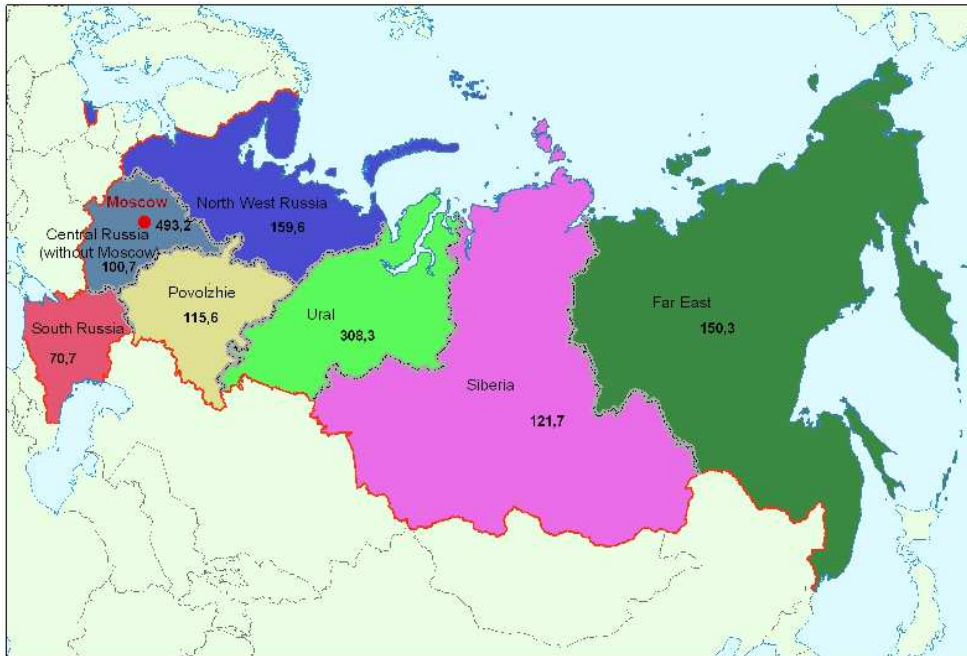 Moscow
493,2
North West Russia
159,6
Central Russia
(without Moscow)
100,7
Povolzhie
115,6
Ural
308,3
Far East
150,3
South Russia
70,7
Siberia
121,7